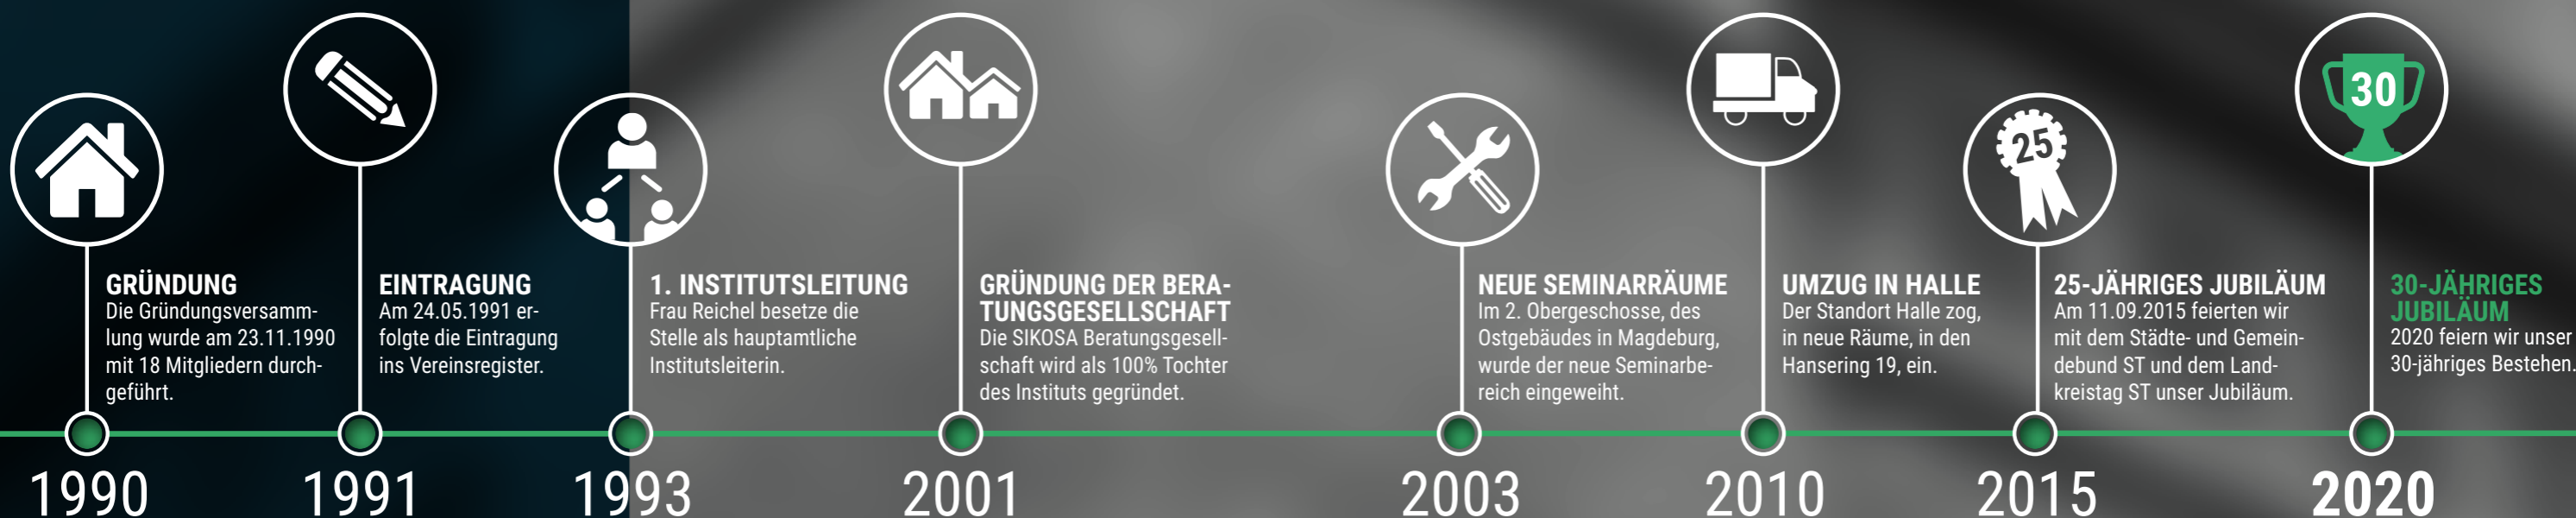 GRÜNDUNG
Die Gründungsversamm-
lung wurde am 23.11.1990
mit 18 Mitgliedern durch-
geführt.
1990
EINTRAGUNG
Am 24.05.1991 er-
folgte die Eintragung
ins Vereinsregister.
1991
1. INSTITUTSLEITUNG
Frau Reichel besetze die
Stelle als hauptamtliche
Institutsleiterin.
1993
GRÜNDUNG DER BERA-
TUNGSGESELLSCHAFT
Die SIKOSA Beratungsgesell-
schaft wird als 100% Tochter
des Instituts gegründet.
2001
NEUE SEMINARRÄUME
Im 2. Obergeschosse, des
Ostgebäudes in Magdeburg,
wurde der neue Seminarbe-
reich eingeweiht.
2003
UMZUG IN HALLE
Der Standort Halle zog,
in neue Räume, in den
Hansering 19, ein.
2010
25
25-JÄHRIGES JUBILÄUM
Am 11.09.2015 feierten wir
mit dem Städte- und Gemein-
debund ST und dem Land-
kreistag ST unser Jubiläum.
2015
30
30-JÄHRIGES
JUBILÄUM
2020 feiern wir unser
30-jähriges Bestehen.
2020